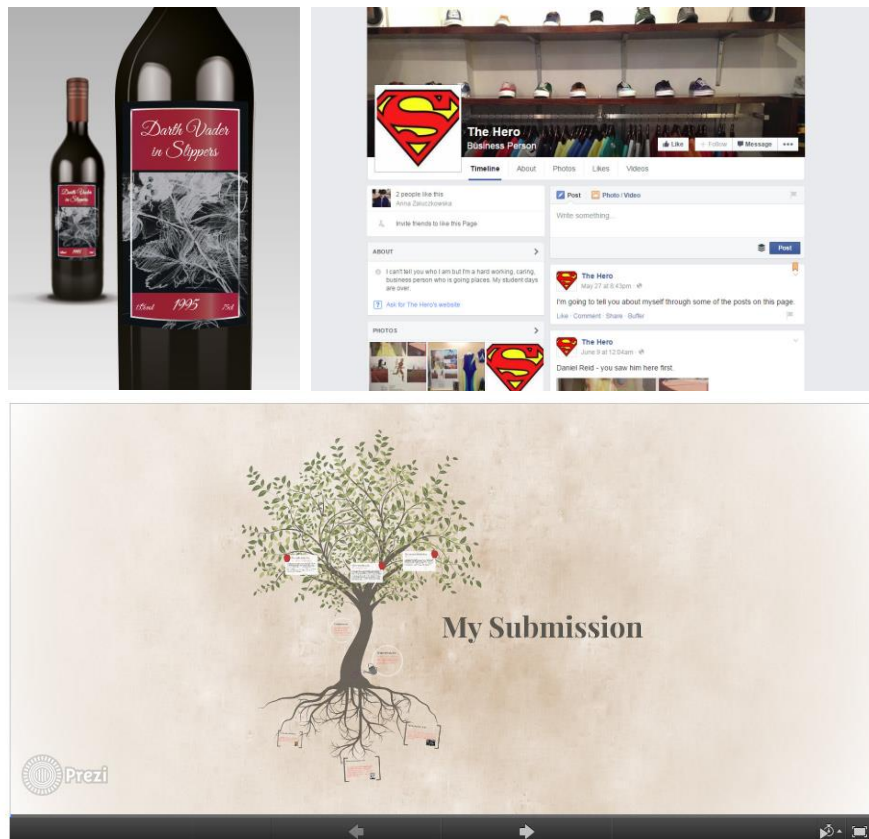 Darth Vader
in Slippers
1995
75cl
Darth Vader
in Slippers
1995
The Hero
Business Person
Like
Follow
Message
Timeline
About
Photos
Likes
Videos
2 people like this
Anna Zaluczkowska
Invite friends to like this Page
ABOUT
I can't tell you who I am but I'm a hard working, caring,
business person who is going places. My student days
are over.
Ask for The Hero's website
PHOTOS
Post
Photo / Video
Write something...
Post
The Hero
May 27 at 6:43pm
I'm going to tell you about myself through some of the posts on this page.
Like · Comment · Share · Buffer
The Hero
June 9 at 12:04am
Daniel Reid - you saw him here first.
My Submission
Prezi